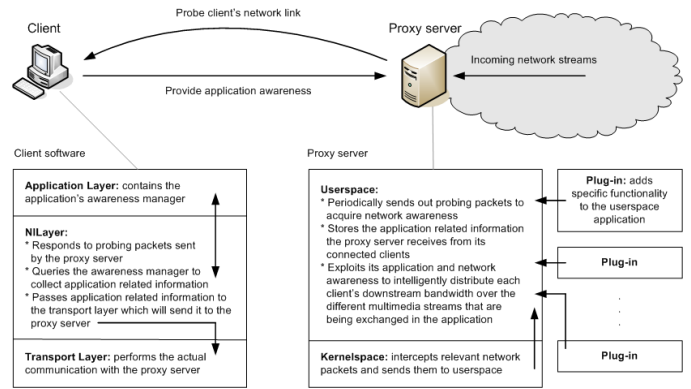 Probe client's network link
Client
Proxy server
Incoming network streams
Provide application awareness
Client software
Application Layer: contains the
application's awareness manager
NILayer:
* Responds to probing packets sent
by the proxy server
* Queries the awareness manager to
collect application related information
* Passes application related information to
the transport layer which will send it to the
proxy server
Transport Layer: performs the actual
communication with the proxy server
Proxy server
Userspace:
* Periodically sends out probing packets to
acquire network awareness
* Stores the application related information
the proxy server receives from its
connected clients
* Exploits its application and network
awareness to intelligently distribute each
client's downstream bandwidth over the
different multimedia streams that
are being exchanged in the application
Kernelspace: intercepts relevant network
packets and sends them to userspace
Plug-in: adds
specific functionality
to the userspace
application
Plug-in
.
.
.
Plug-in